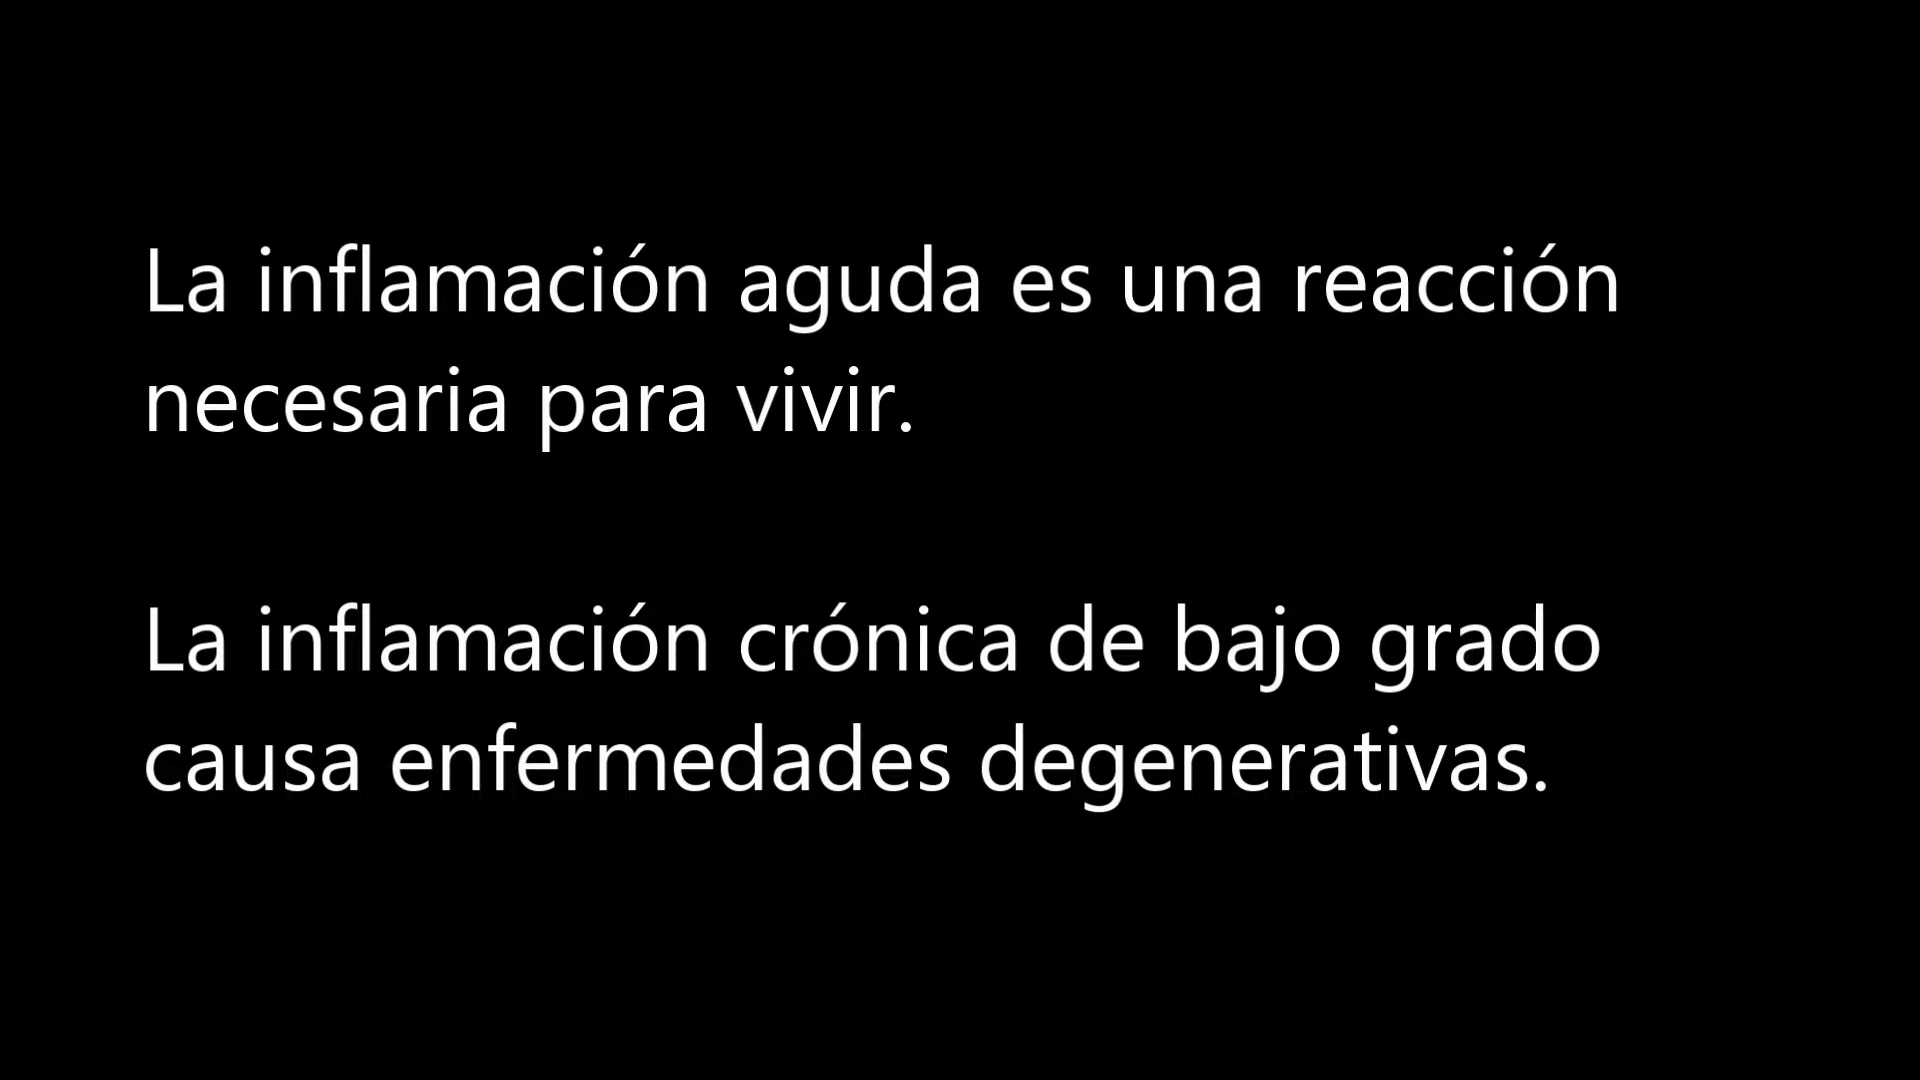 La inflamación aguda es una reacción
necesaria para vivir.
La inflamación crónica de bajo grado
causa enfermedades degenerativas.